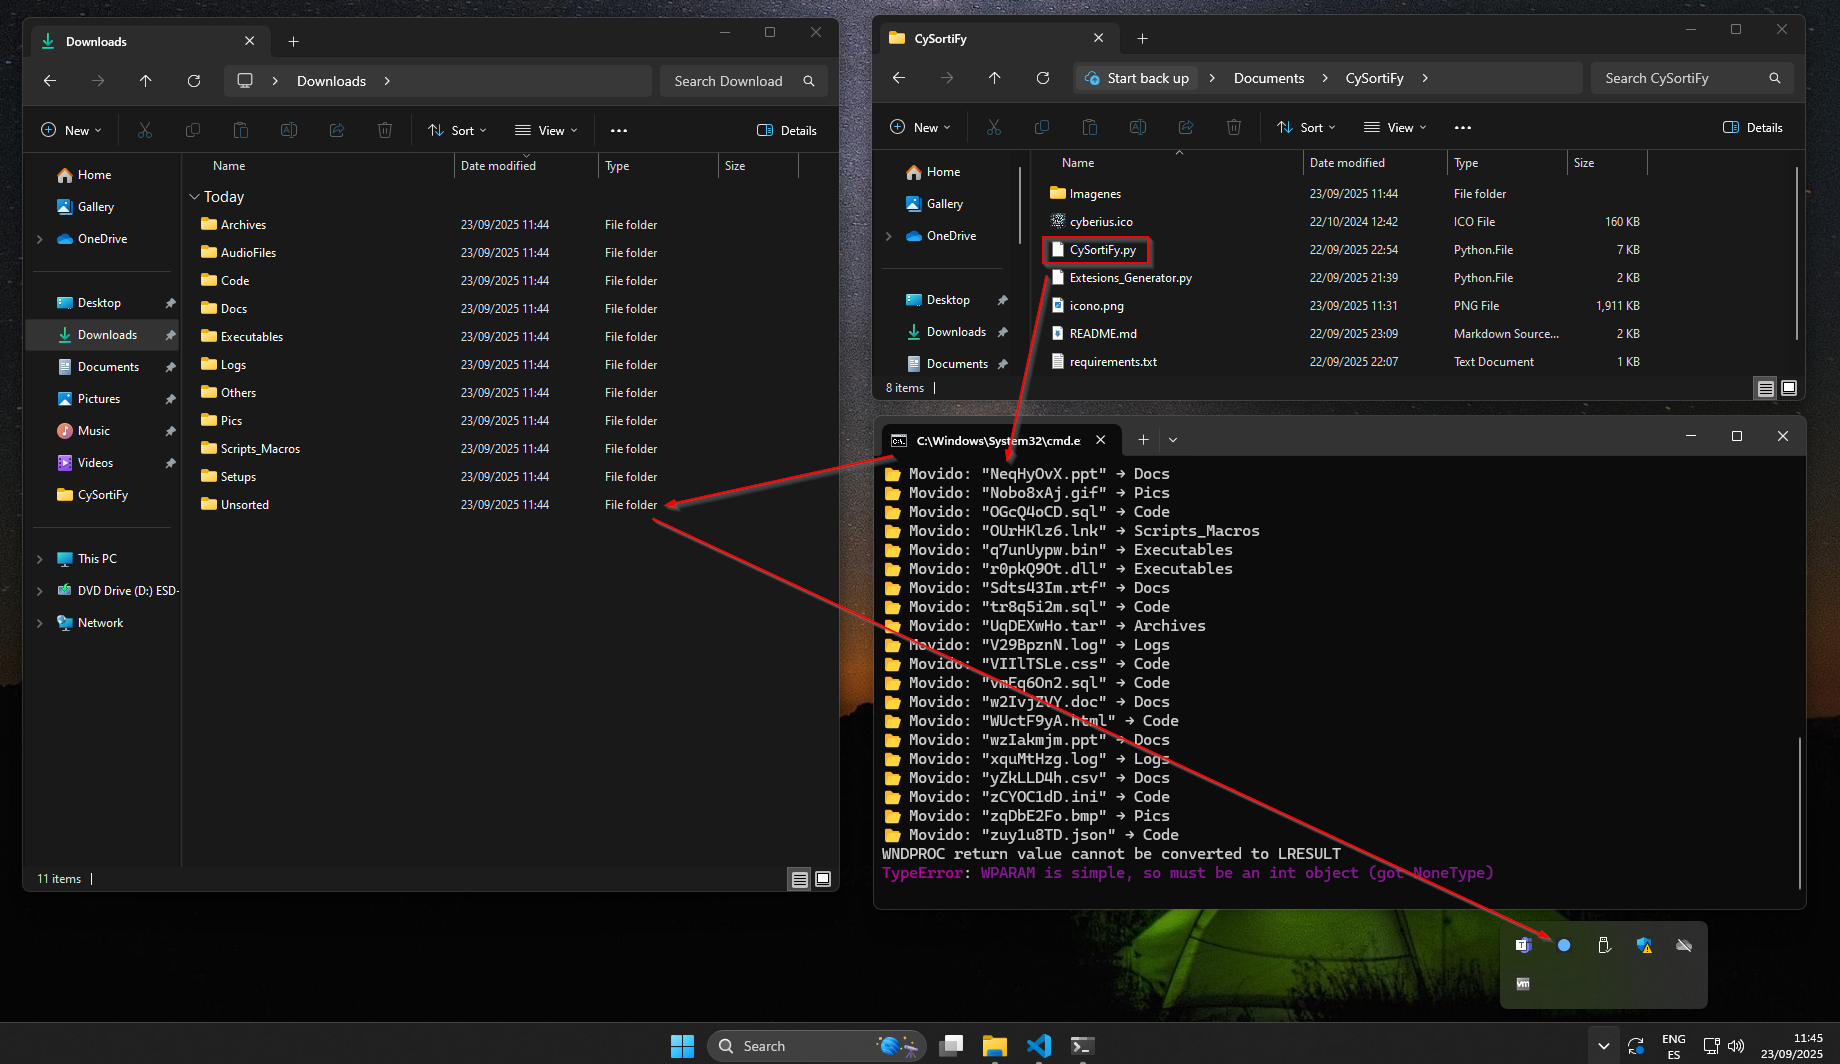 Downloads
Downloads
Search Download
New
Sort
View
Details
Name
Date modified
Type
Size
Home
Gallery
OneDrive
Desktop
Downloads
Documents
Pictures
Music
Videos
CySortiFy
This PC
DVD Drive (D:) ESD-
Network
Today
Archives 23/09/2025 11:44 File folder
AudioFiles 23/09/2025 11:44 File folder
Code 23/09/2025 11:44 File folder
Docs 23/09/2025 11:44 File folder
Executables 23/09/2025 11:44 File folder
Logs 23/09/2025 11:44 File folder
Others 23/09/2025 11:44 File folder
Pics 23/09/2025 11:44 File folder
Scripts_Macros 23/09/2025 11:44 File folder
Setups 23/09/2025 11:44 File folder
Unsorted 23/09/2025 11:44 File folder
11 items
CySortiFy
Start back up
Documents
CySortiFy
Search CySortiFy
New
Sort
View
Details
Name
Date modified
Type
Size
Home
Gallery
OneDrive
Desktop
Downloads
Documents
Imagenes 23/09/2025 11:44 File folder
cyberius.ico 22/10/2024 12:42 ICO File 160 KB
CySortiFy.py 22/09/2025 22:54 Python.File 7 KB
Extesions_Generator.py 22/09/2025 21:39 Python.File 2 KB
icono.png 23/09/2025 11:31 PNG File 1,911 KB
README.md 22/09/2025 23:09 Markdown Source... 2 KB
requirements.txt 22/09/2025 22:07 Text Document 1 KB
8 items
C:\Windows\System32\cmd.e
Movido: "NeqHyOvX.ppt" → Docs
Movido: "Nobo8xAj.gif" → Pics
Movido: "OGcQ4oCD.sql" → Code
Movido: "OUrHKlz6.lnk" → Scripts_Macros
Movido: "q7unUypw.bin" → Executables
Movido: "r0pkQ9Ot.dll" → Executables
Movido: "Sdts43Im.rtf" → Docs
Movido: "tr8q5i2m.sql" → Code
Movido: "UqDEXwHo.tar" → Archives
Movido: "V29BpznN.log" → Logs
Movido: "VIIlTSLe.css" → Code
Movido: "vmEq6On2.sql" → Code
Movido: "w2IvjZVY.doc" → Docs
Movido: "WUctF9yA.html" → Code
Movido: "wzIakmjm.ppt" → Docs
Movido: "xquMtHzg.log" → Logs
Movido: "yZkLLD4h.csv" → Docs
Movido: "zCYOC1dD.ini" → Code
Movido: "zqDbE2Fo.bmp" → Pics
Movido: "zuy1u8TD.json" → Code
WNDPROC return value cannot be converted to LRESULT
TypeError: WPARAM is simple, so must be an int object (got NoneType)
vm
Search
ENG
ES
11:45
23/09/2025